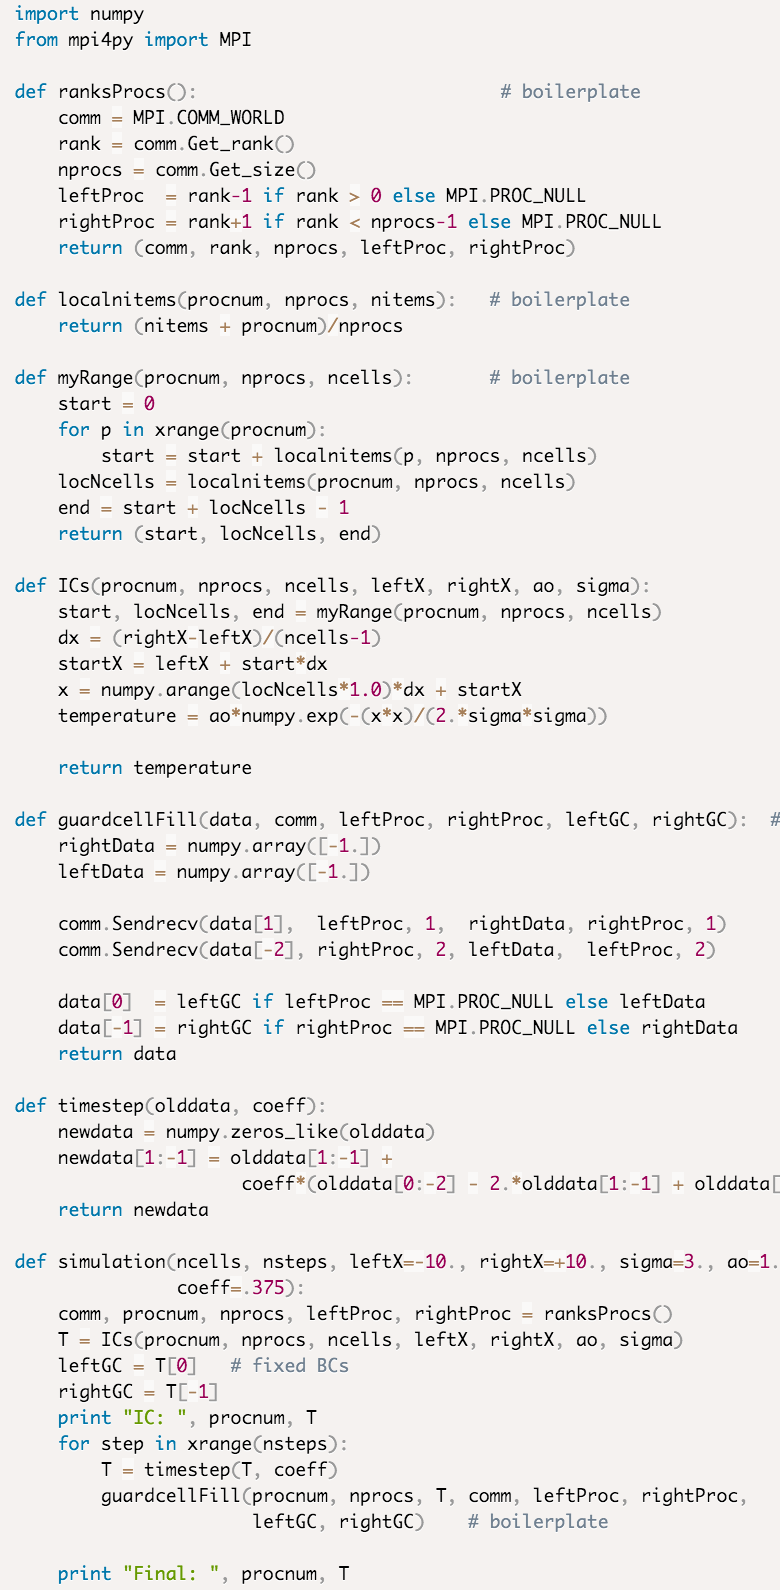 import numpy
from mpi4py import MPI

def ranksProcs():                            # boilerplate
    comm = MPI.COMM_WORLD
    rank = comm.Get_rank()
    nprocs = comm.Get_size()
    leftProc  = rank-1 if rank > 0 else MPI.PROC_NULL
    rightProc = rank+1 if rank < nprocs-1 else MPI.PROC_NULL
    return (comm, rank, nprocs, leftProc, rightProc)

def localnitems(procnum, nprocs, nitems):   # boilerplate
    return (nitems + procnum)/nprocs

def myRange(procnum, nprocs, ncells):       # boilerplate
    start = 0
    for p in xrange(procnum):
        start = start + localnitems(p, nprocs, ncells)
    locNcells = localnitems(procnum, nprocs, ncells)
    end = start + locNcells - 1
    return (start, locNcells, end)

def ICs(procnum, nprocs, ncells, leftX, rightX, ao, sigma):
    start, locNcells, end = myRange(procnum, nprocs, ncells)
    dx = (rightX-leftX)/(ncells-1)
    startX = leftX + start*dx
    x = numpy.arange(locNcells*1.0)*dx + startX
    temperature = ao*numpy.exp(-(x*x)/(2.*sigma*sigma))

    return temperature

def guardcellFill(data, comm, leftProc, rightProc, leftGC, rightGC):  #
    rightData = numpy.array([-1.])
    leftData = numpy.array([-1.])

    comm.Sendrecv(data[1],  leftProc, 1,  rightData, rightProc, 1)
    comm.Sendrecv(data[-2], rightProc, 2, leftData,  leftProc, 2)

    data[0]  = leftGC if leftProc == MPI.PROC_NULL else leftData
    data[-1] = rightGC if rightProc == MPI.PROC_NULL else rightData
    return data

def timestep(olddata, coeff):
    newdata = numpy.zeros_like(olddata)
    newdata[1:-1] = olddata[1:-1] +
                     coeff*(olddata[0:-2] - 2.*olddata[1:-1] + olddata[
    return newdata

def simulation(ncells, nsteps, leftX=-10., rightX=+10., sigma=3., ao=1.
               coeff=.375):
    comm, procnum, nprocs, leftProc, rightProc = ranksProcs()
    T = ICs(procnum, nprocs, ncells, leftX, rightX, ao, sigma)
    leftGC = T[0]   # fixed BCs
    rightGC = T[-1]
    print "IC: ", procnum, T
    for step in xrange(nsteps):
        T = timestep(T, coeff)
        guardcellFill(procnum, nprocs, T, comm, leftProc, rightProc,
                      leftGC, rightGC)    # boilerplate

    print "Final: ", procnum, T